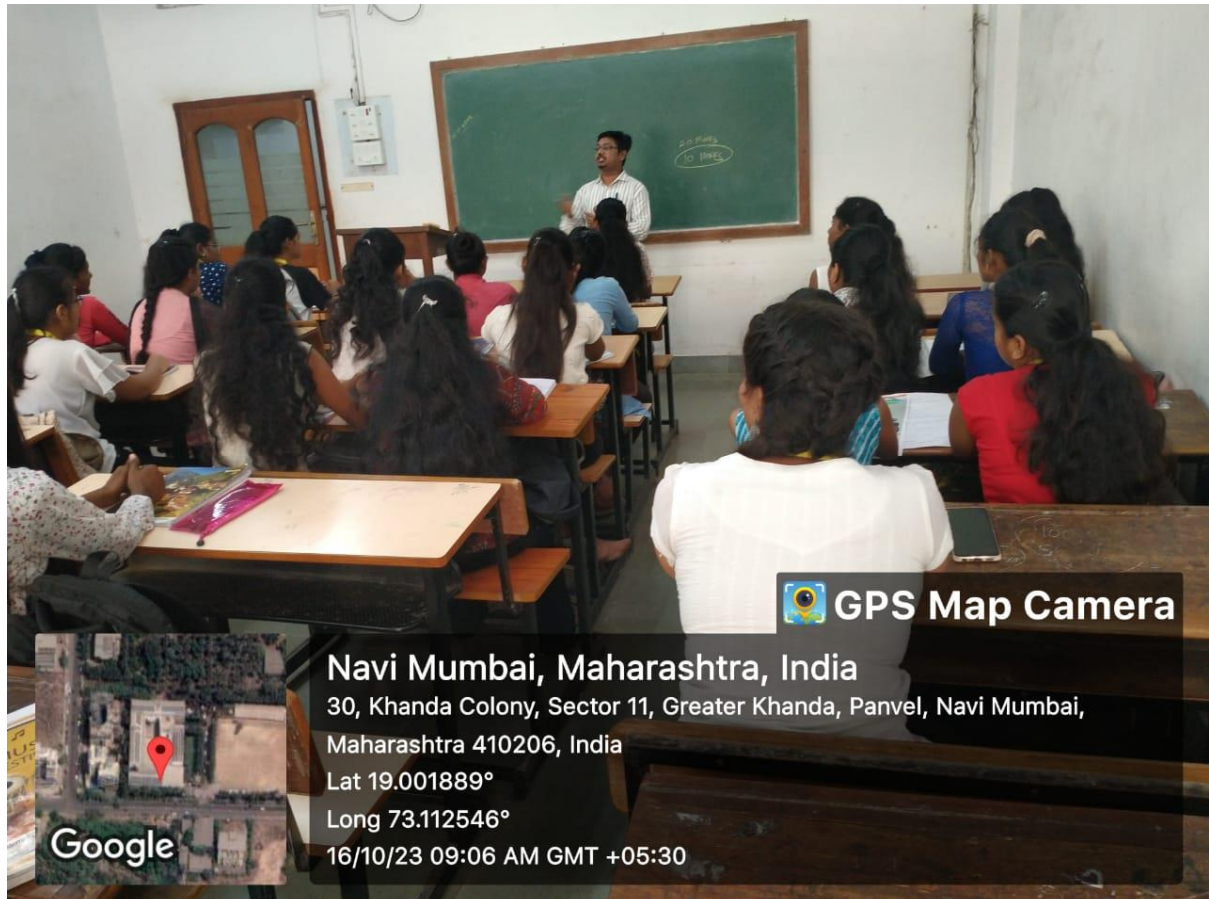 20 MARKS
10 MARKS
GPS Map Camera
Navi Mumbai, Maharashtra, India
30, Khanda Colony, Sector 11, Greater Khanda, Panvel, Navi Mumbai,
Maharashtra 410206, India
Lat 19.001889°
Long 73.112546°
16/10/23 09:06 AM GMT +05:30
Google